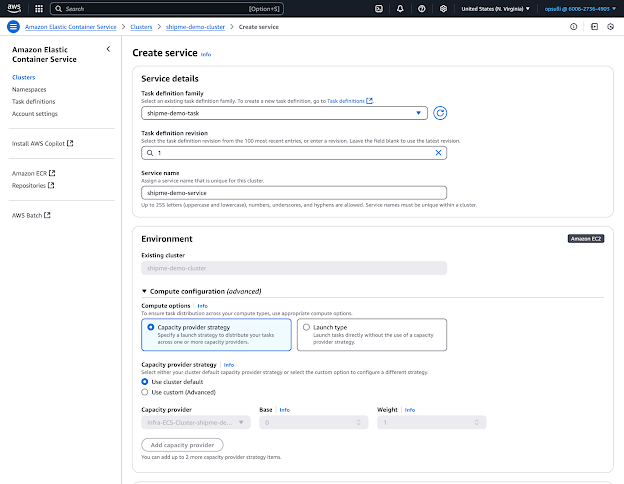 aws
Search
[Option+S]
United States (N. Virginia)
opselli @ 6006-2736-4993
Amazon Elastic Container Service
Clusters
shipme-demo-cluster
Create service
Amazon Elastic
Container Service
Clusters
Namespaces
Task definitions
Account settings
Install AWS Copilot
Amazon ECR
Repositories
AWS Batch
Create service Info
Service details
Task definition family
Select an existing task definition family. To create a new task definition, go to Task definitions.
shipme-demo-task
Task definition revision
Select the task definition revision from the 100 most recent entries, or enter a revision. Leave the field blank to use the latest revision.
1
Service name
Assign a service name that is unique for this cluster.
shipme-demo-service
Up to 255 letters (uppercase and lowercase), numbers, underscores, and hyphens are allowed. Service names must be unique within a cluster.
Environment
Amazon EC2
Existing cluster
shipme-demo-cluster
Compute configuration (advanced)
Compute options Info
To ensure task distribution across your compute types, use appropriate compute options.
Capacity provider strategy
Specify a launch strategy to distribute your tasks
across one or more capacity providers.
Launch type
Launch tasks directly without the use of a capacity
provider strategy.
Capacity provider strategy Info
Select either your cluster default capacity provider strategy or select the custom option to configure a different strategy.
Use cluster default
Use custom (Advanced)
Capacity provider
Base Info
Weight Info
Infra-ECS-Cluster-shipme-de...
0
1
Add capacity provider
You can add up to 2 more capacity provider strategy items.